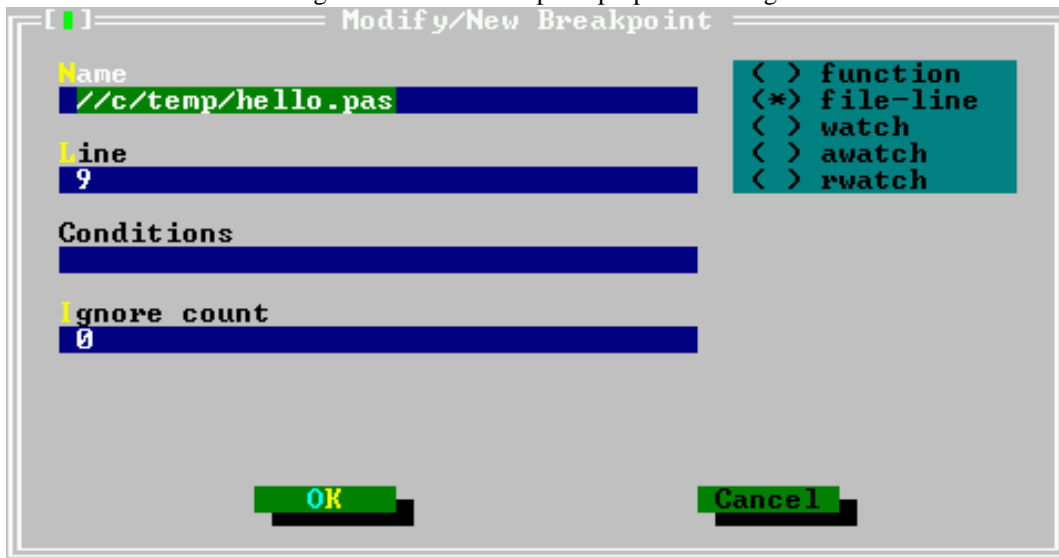 [▮] Modify/New Breakpoint
Name
//c/temp/hello.pas
Line
9
Conditions
Ignore count
0
( ) function
(*) file-line
( ) watch
( ) awatch
( ) rwatch
OK
Cancel